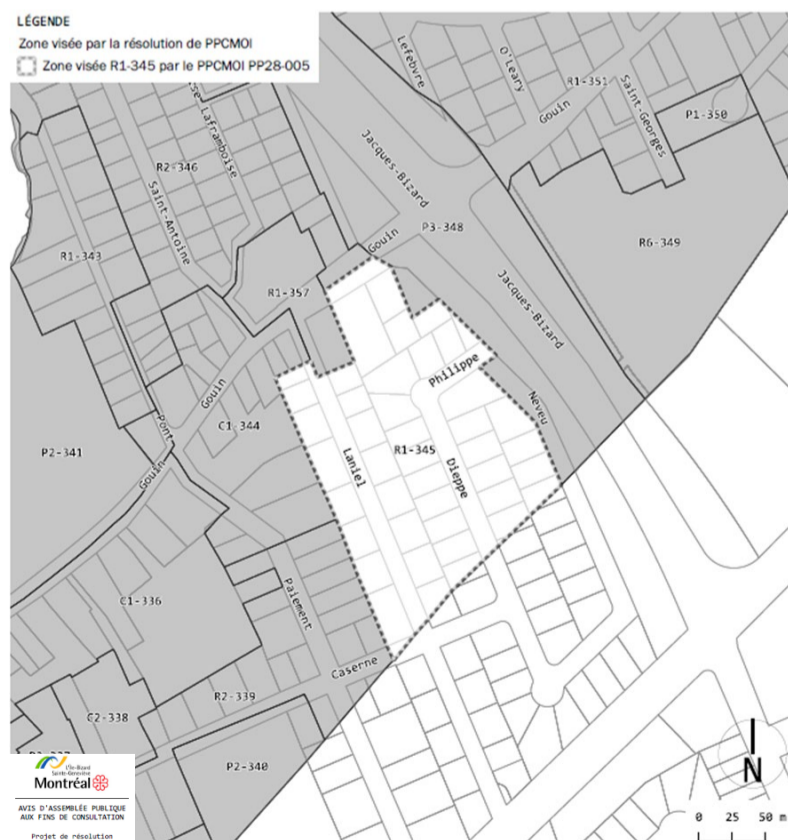 LÉGENDE
Zone visée par la résolution de PPCMOI
Zone visée R1-345 par le PPCMOI PP28-005
Lefebvre
O'Leary
R1-351
Gouin
Saint-Georges
P1-350
Laframboise
R2-346
Saint-Antoine
Jacques-Bizard
P3-348
Gouin
R6-349
R1-343
R1-357
Jacques-Bizard
Philippe
Neveu
Gouin
C1-344
Pont
P2-341
Gouin
Laniel
R1-345
Dieppe
C1-336
Paiement
Caserne
R2-339
C2-338
P2-340
L'Île-Bizard
Sainte-Geneviève
Montréal
AVIS D'ASSEMBLÉE PUBLIQUE
AUX FINS DE CONSULTATION
Projet de résolution
N
0 25 50 m